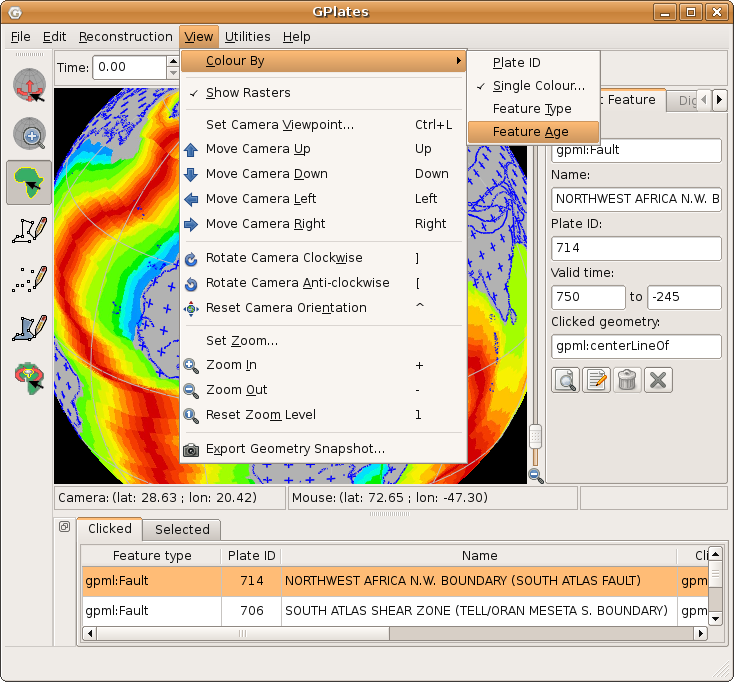 GPlates
File Edit Reconstruction View Utilities Help
Time: 0.00
Colour By
Show Rasters
Set Camera Viewpoint... Ctrl+L
Move Camera Up Up
Move Camera Down Down
Move Camera Left Left
Move Camera Right Right
Rotate Camera Clockwise ]
Rotate Camera Anti-clockwise [
Reset Camera Orientation ^
Set Zoom...
Zoom In +
Zoom Out -
Reset Zoom Level 1
Export Geometry Snapshot...
Plate ID
Single Colour...
Feature Type
Feature Age
t Feature Dig
gpml:Fault
Name:
NORTHWEST AFRICA N.W. B
Plate ID:
714
Valid time:
750 to -245
Clicked geometry:
gpml:centerLineOf
Camera: (lat: 28.63 ; lon: 20.42) Mouse: (lat: 72.65 ; lon: -47.30)
Clicked Selected
Feature type Plate ID Name Cli
gpml:Fault 714 NORTHWEST AFRICA N.W. BOUNDARY (SOUTH ATLAS FAULT) gpm
gpml:Fault 706 SOUTH ATLAS SHEAR ZONE (TELL/ORAN MESETA S. BOUNDARY) gpm